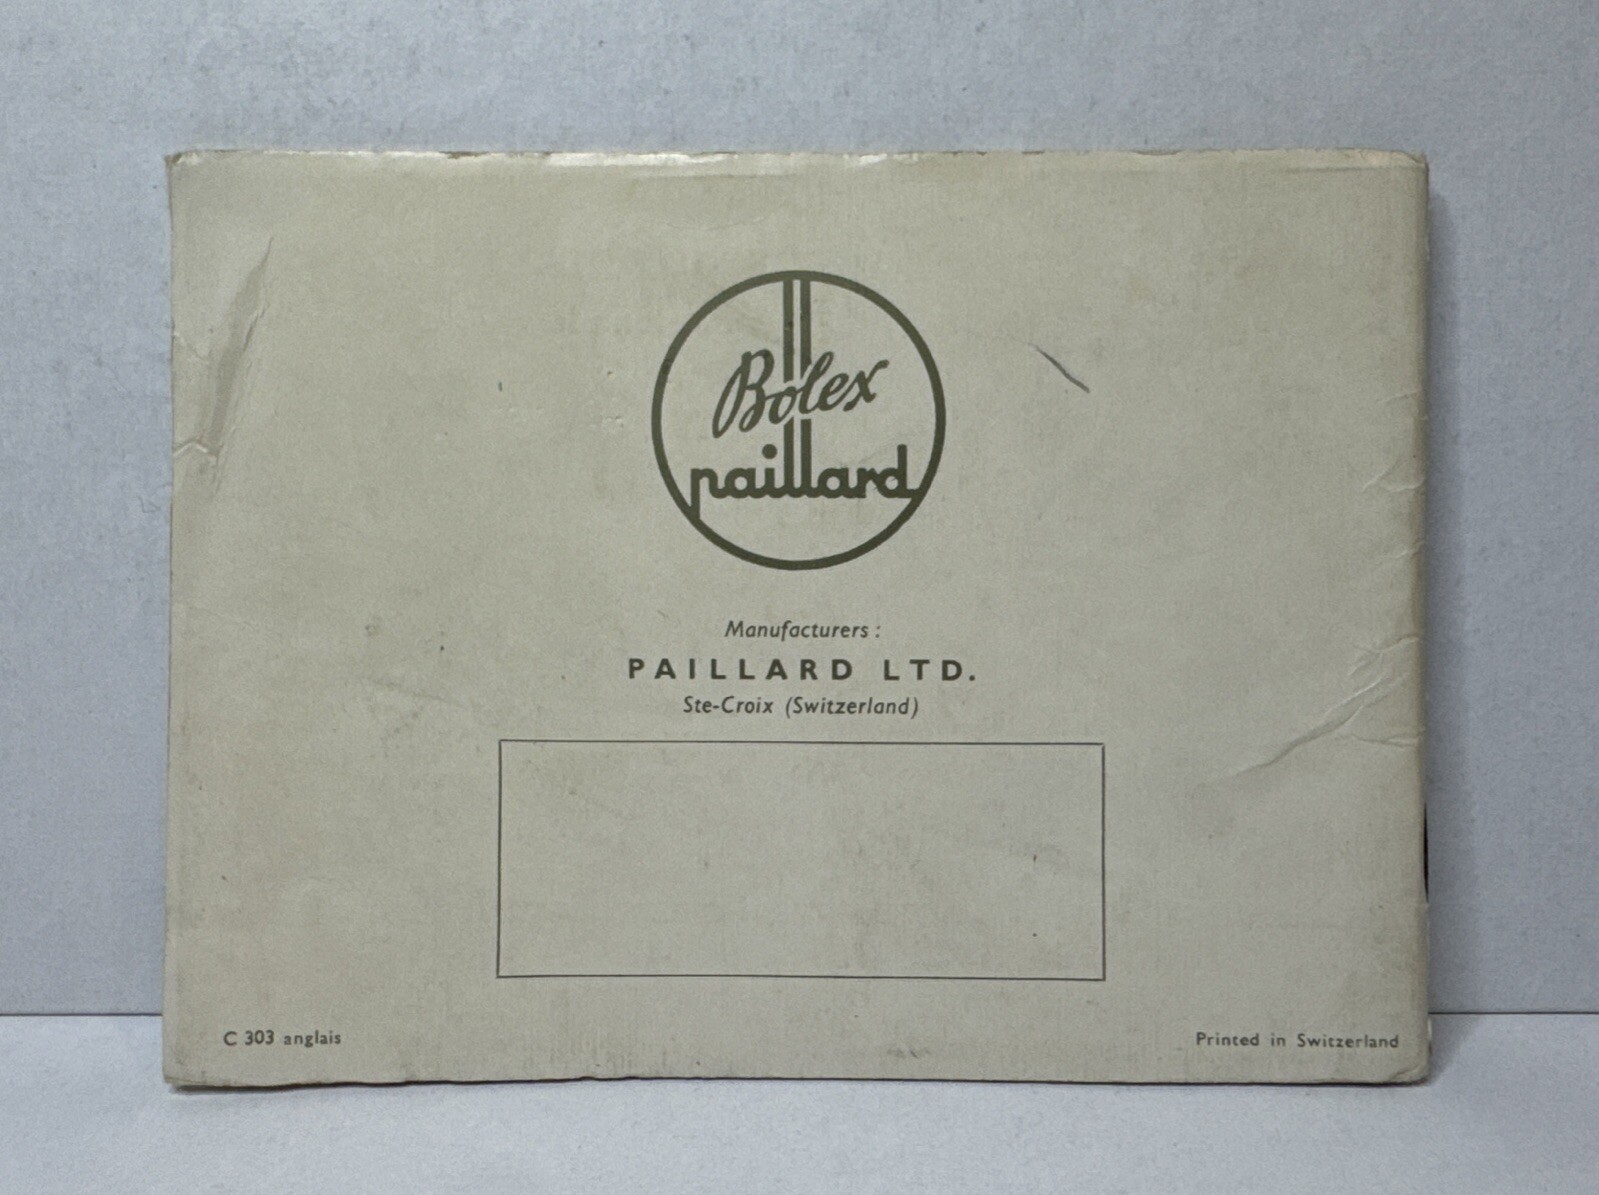 Bolex
paillard
Manufacturers :
PAILLARD LTD.
Ste-Croix (Switzerland)
C 303 anglais
Printed in Switzerland